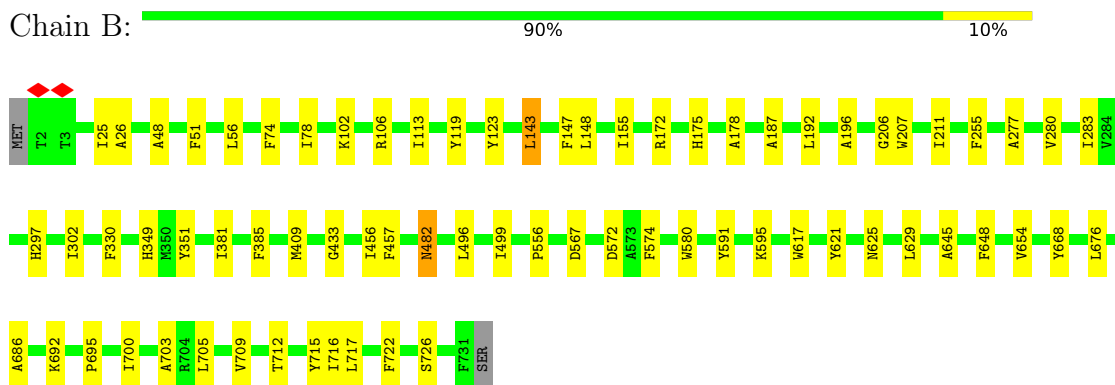 Chain B:
90% 10%
MET T2 T3 I25 A26 A48 F51 L56 F74 I78 K102 R106 I113 Y119 Y123 L143 F147 L148 I155 R172 H175 A178 A187 L192 A196 G206 W207 I211 F255 A277 V280 I283 V284
H297 I302 F330 H349 M350 Y351 I381 F385 M409 G433 I456 F457 N482 L496 I499 P556 D567 D572 A573 F574 W580 Y591 K595 W617 Y621 N625 L629 A645 F648 V654 Y668 L676
A686 K692 P695 I700 A703 R704 L705 V709 T712 Y715 I716 L717 F722 S726 F731 SER